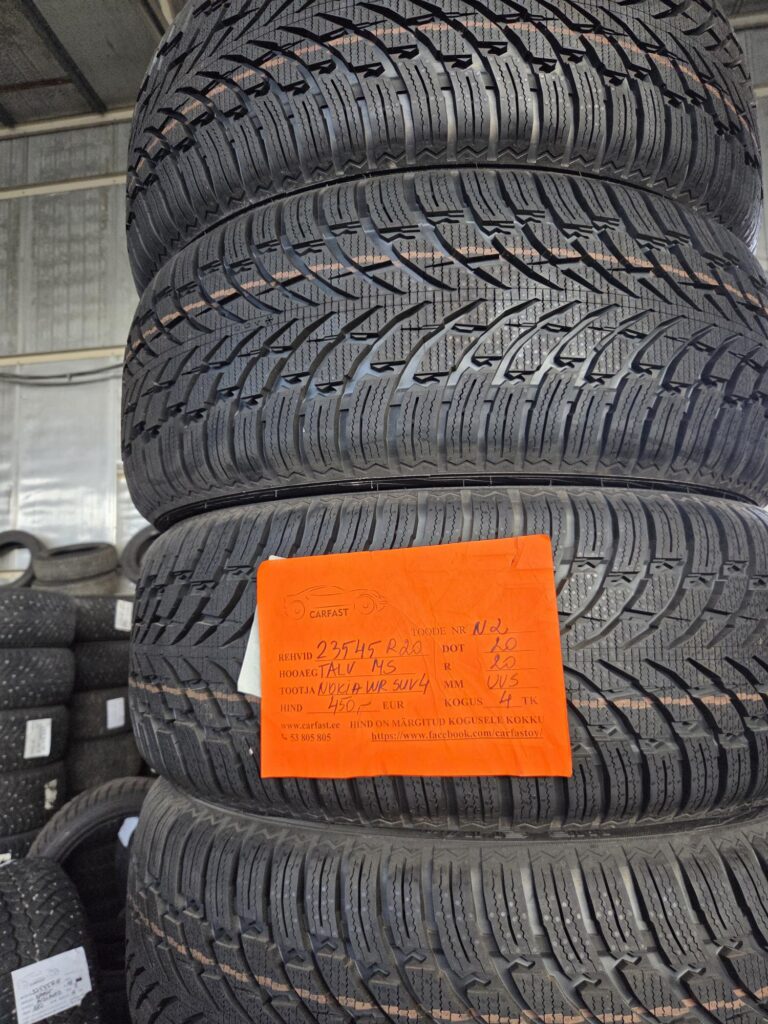 CARFAST
TOODE NR N2
REHVID 23545 R20 DOT 20
HOOAEG TALV MS R 20
TOOTJA NOKIA WR SUV4 MM UUS
HIND 450,- EUR KOGUS 4 TK
www.carfast.ee HIND ON MÄRGITUD KOGUSELE KOKKU
53 805 805 https://www.facebook.com/carfastoy/